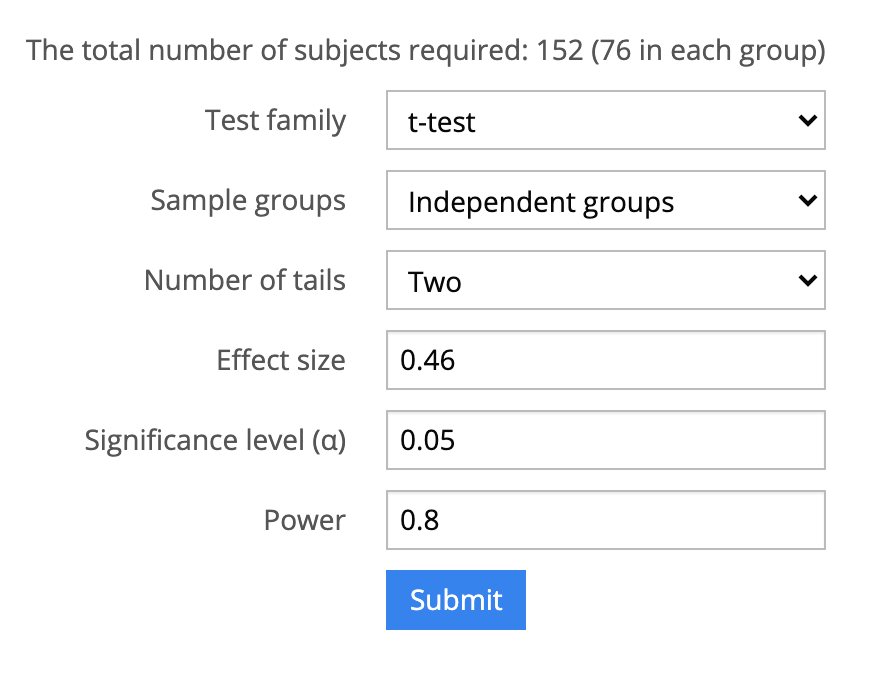 The total number of subjects required: 152 (76 in each group)
Test family t-test
Sample groups Independent groups
Number of tails Two
Effect size 0.46
Significance level (α) 0.05
Power 0.8
Submit